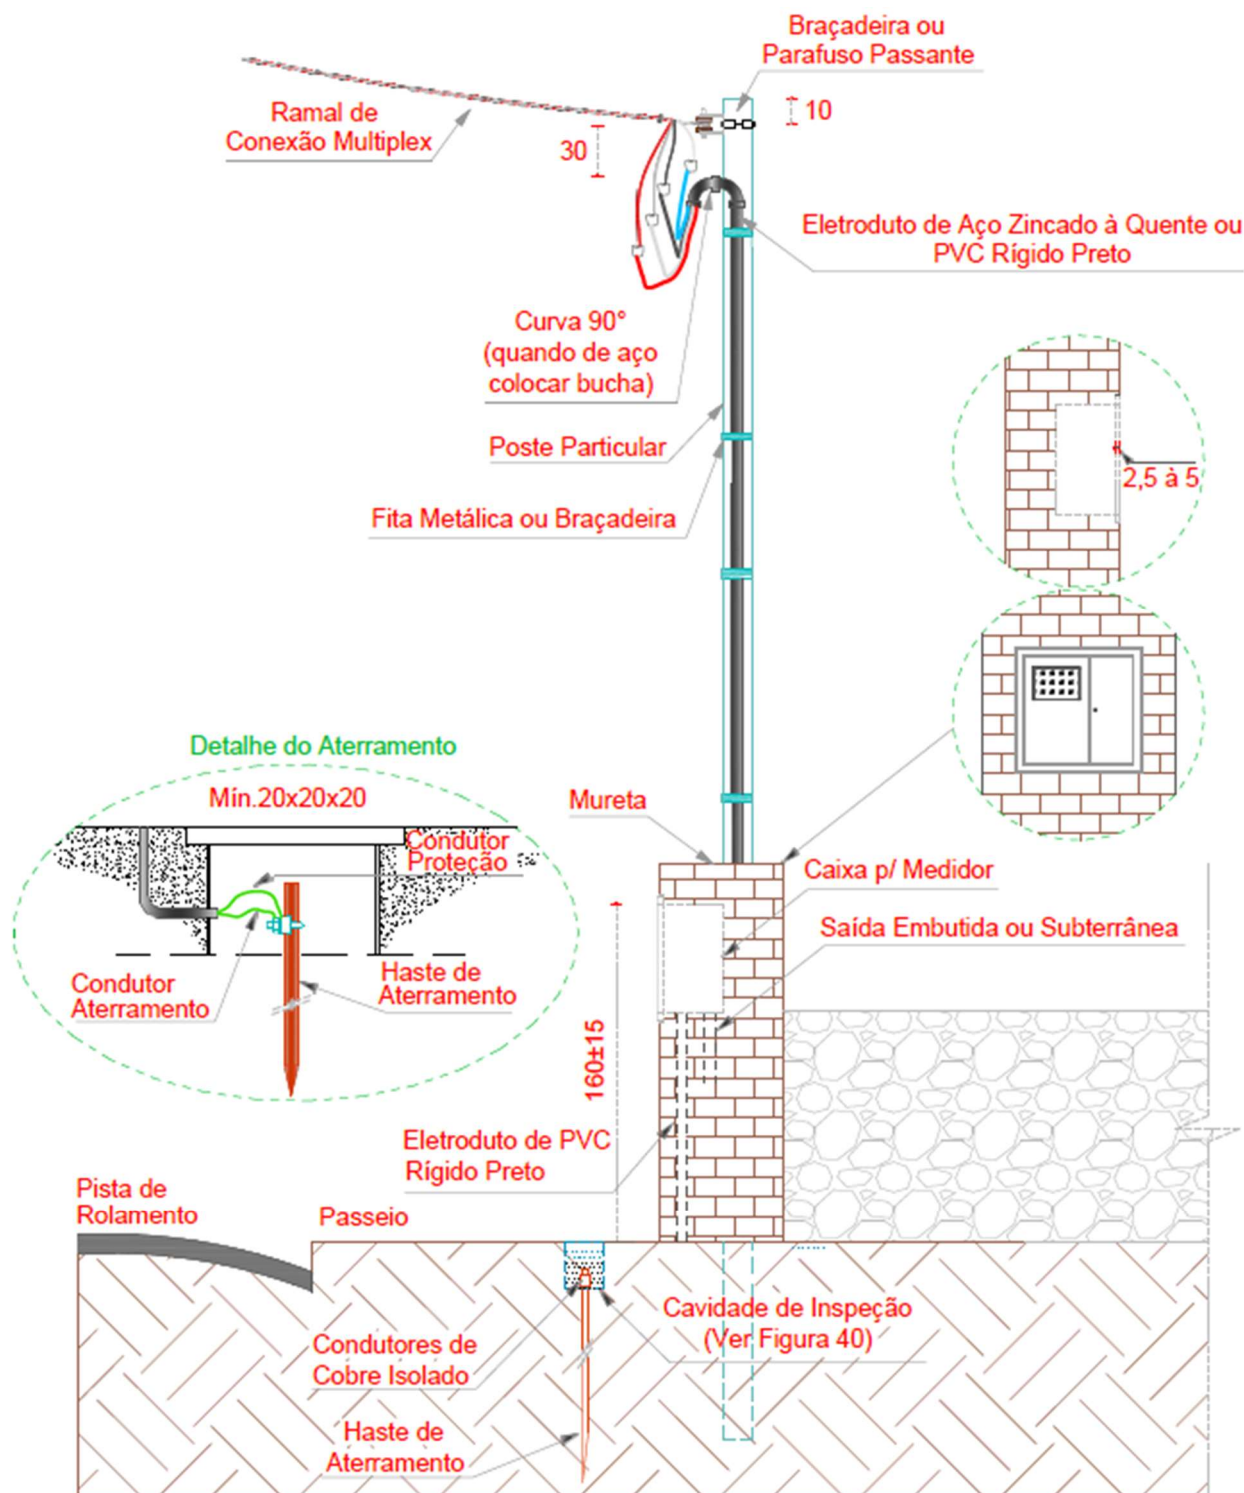 Braçadeira ou
Parafuso Passante
10
Ramal de
Conexão Multiplex
30
Eletroduto de Aço Zincado à Quente ou
PVC Rígido Preto
Curva 90°
(quando de aço
colocar bucha)
Poste Particular
2,5 à 5
Fita Metálica ou Braçadeira
Detalhe do Aterramento
Mín.20x20x20
Mureta
Condutor
Proteção
Caixa p/ Medidor
Saída Embutida ou Subterrânea
Condutor
Aterramento
Haste de
Aterramento
160±15
Eletroduto de PVC
Rígido Preto
Pista de
Rolamento
Passeio
Cavidade de Inspeção
(Ver Figura 40)
Condutores de
Cobre Isolado
Haste de
Aterramento